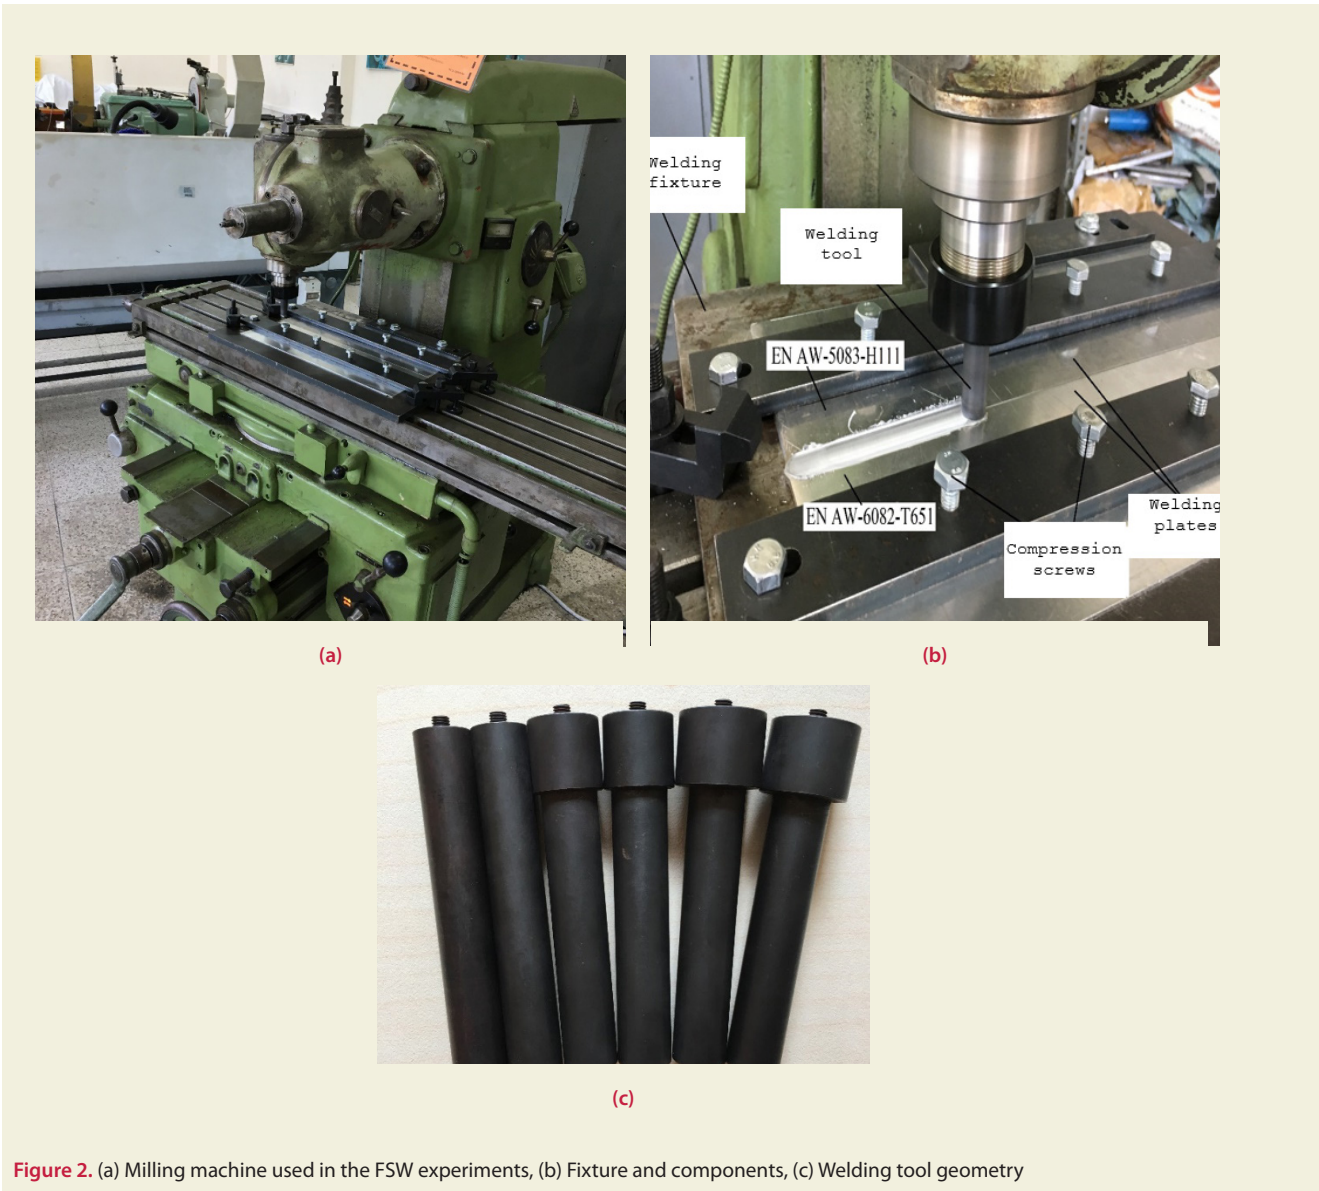 Welding
fixture
Welding
tool
EN AW-5083-H111
EN AW-6082-T651
Welding
plates
Compression
screws
(a)
(b)
(c)
Figure 2. (a) Milling machine used in the FSW experiments, (b) Fixture and components, (c) Welding tool geometry